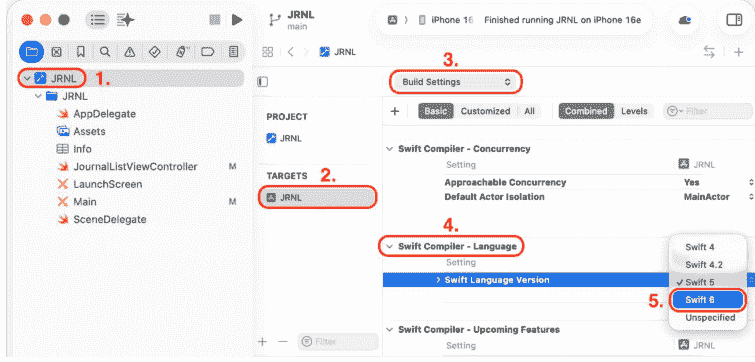 JRNL
main
iPhone 16
Finished running JRNL on iPhone 16e
JRNL
1.
JRNL
JRNL
AppDelegate
Assets
Info
JournalListViewController M
LaunchScreen
Main M
SceneDelegate
Filter
PROJECT
JRNL
2.
TARGETS
JRNL
3.
Build Settings
Basic Customized All Combined Levels Filter
Swift Compiler - Concurrency
Setting JRNL
Approachable Concurrency Yes
Default Actor Isolation MainActor
4.
Swift Compiler - Language
Setting
Swift Language Version
Swift 4
Swift 4.2
Swift 5
5.
Swift 6
Unspecified
Swift Compiler - Upcoming Features
Setting JRNL